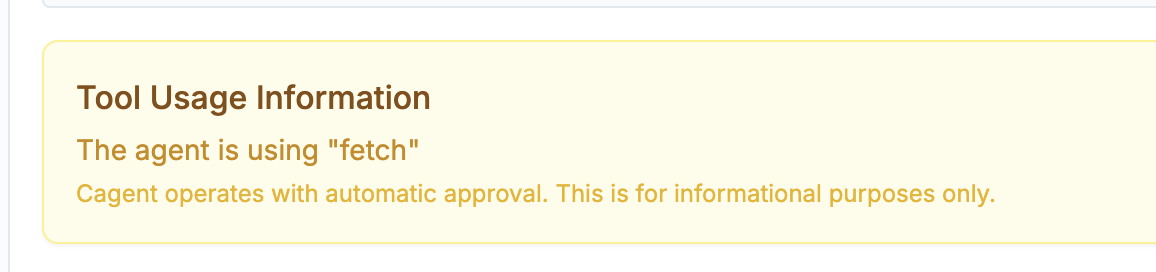 Tool Usage Information
The agent is using "fetch"
Cagent operates with automatic approval. This is for informational purposes only.